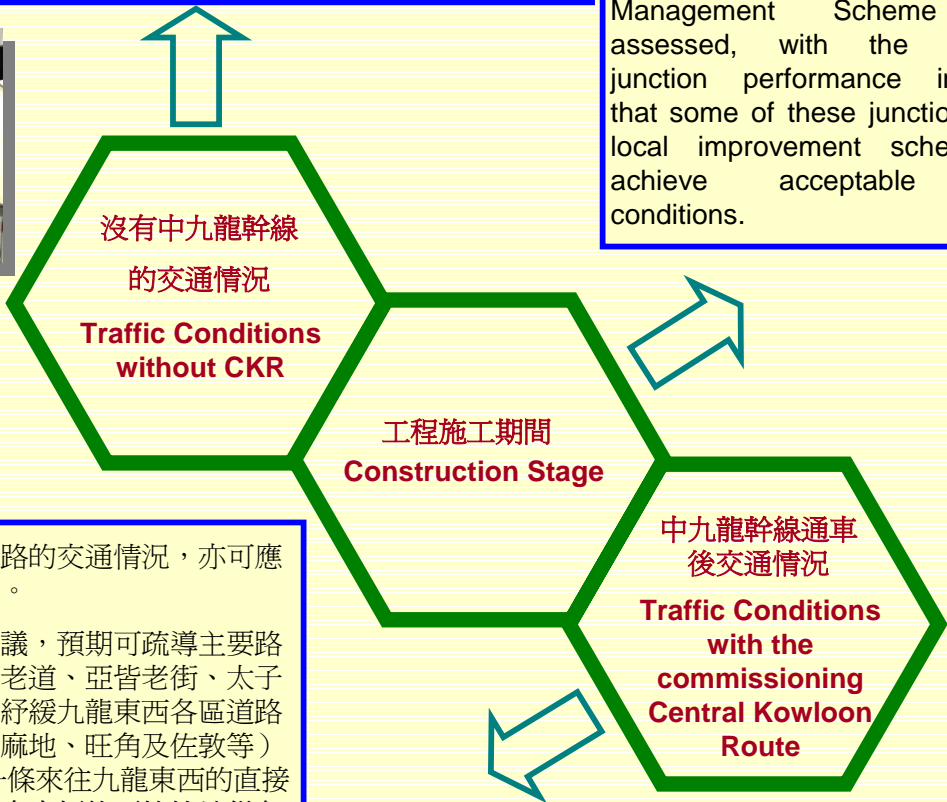 Management Scheme
assessed, with the
junction performance
that some of these
local improvement
achieve acceptable
conditions.
沒有中九龍幹線
的交通情況
Traffic Conditions
without CKR
工程施工期間
Construction Stage
中九龍幹線通車
後交通情況
Traffic Conditions
with the
commissioning
Central Kowloon
Route
路的交通情況，亦可應
。
議，預期可疏導主要路
老道、亞皆老街、太子
紓緩九龍東西各區道路
麻地、旺角及佐敦等）
條來往九龍東西的直接